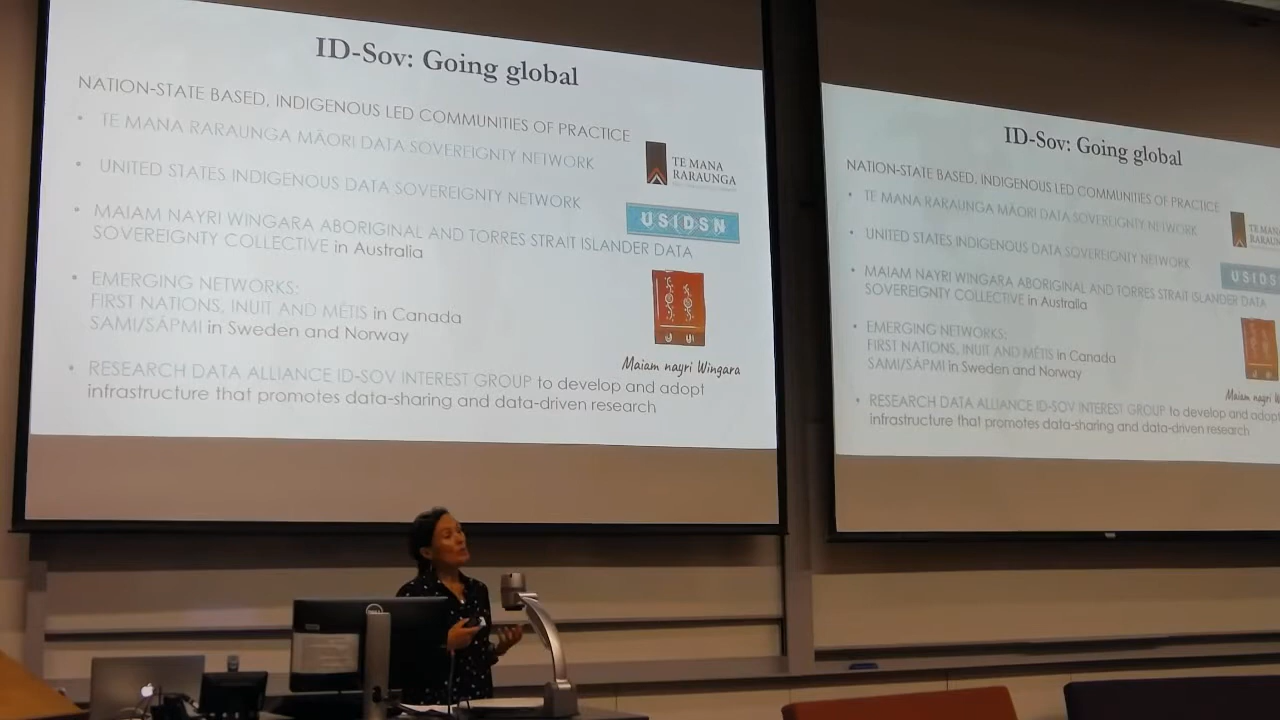 ID-Sov: Going global
NATION-STATE BASED, INDIGENOUS LED COMMUNITIES OF PRACTICE
• TE MANA RARAUNGA MĀORI DATA SOVEREIGNTY NETWORK
• UNITED STATES INDIGENOUS DATA SOVEREIGNTY NETWORK
• MAIAM NAYRI WINGARA ABORIGINAL AND TORRES STRAIT ISLANDER DATA
SOVEREIGNTY COLLECTIVE in Australia
• EMERGING NETWORKS:
FIRST NATIONS, INUIT AND MÉTIS in Canada
SAMI/SÁPMI in Sweden and Norway
• RESEARCH DATA ALLIANCE ID-SOV INTEREST GROUP to develop and adopt
infrastructure that promotes data-sharing and data-driven research
TE MANA
RARAUNGA
USIDSN
Maiam nayri Wingara
ID-Sov: Going global
NATION-STATE BASED, INDIGENOUS LED COMMUNITIES OF PRACTICE
• TE MANA RARAUNGA MĀORI DATA SOVEREIGNTY NETWORK
• UNITED STATES INDIGENOUS DATA SOVEREIGNTY NETWORK
• MAIAM NAYRI WINGARA ABORIGINAL AND TORRES STRAIT ISLANDER DATA
SOVEREIGNTY COLLECTIVE in Australia
• EMERGING NETWORKS:
FIRST NATIONS, INUIT AND MÉTIS in Canada
SAMI/SÁPMI in Sweden and Norway
• RESEARCH DATA ALLIANCE ID-SOV INTEREST GROUP to develop and adopt
infrastructure that promotes data-sharing and data-driven research
TE MANA
RARAUN
USIDS
Maiam nayri W
DELL